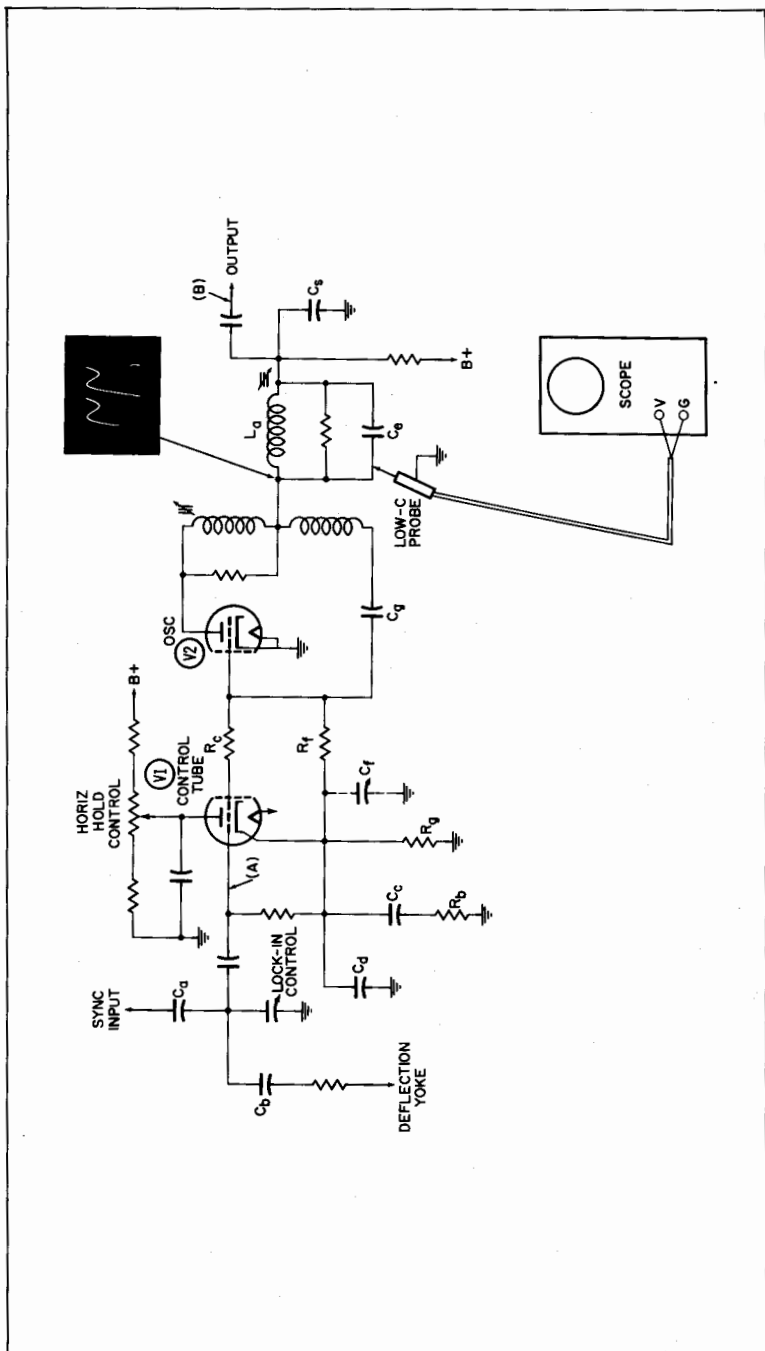 SYNC
INPUT
Ca
Cb
DEFLECTION
YOKE
LOCK-IN
CONTROL
(A)
HORIZ
HOLD
CONTROL
B+
V1
CONTROL
TUBE
Rc
Rf
Cf
Rg
Cc
Rb
Cd
OSC
V2
Cg
La
Ce
LOW-C
PROBE
(B)
OUTPUT
Cs
B+
SCOPE
V
G